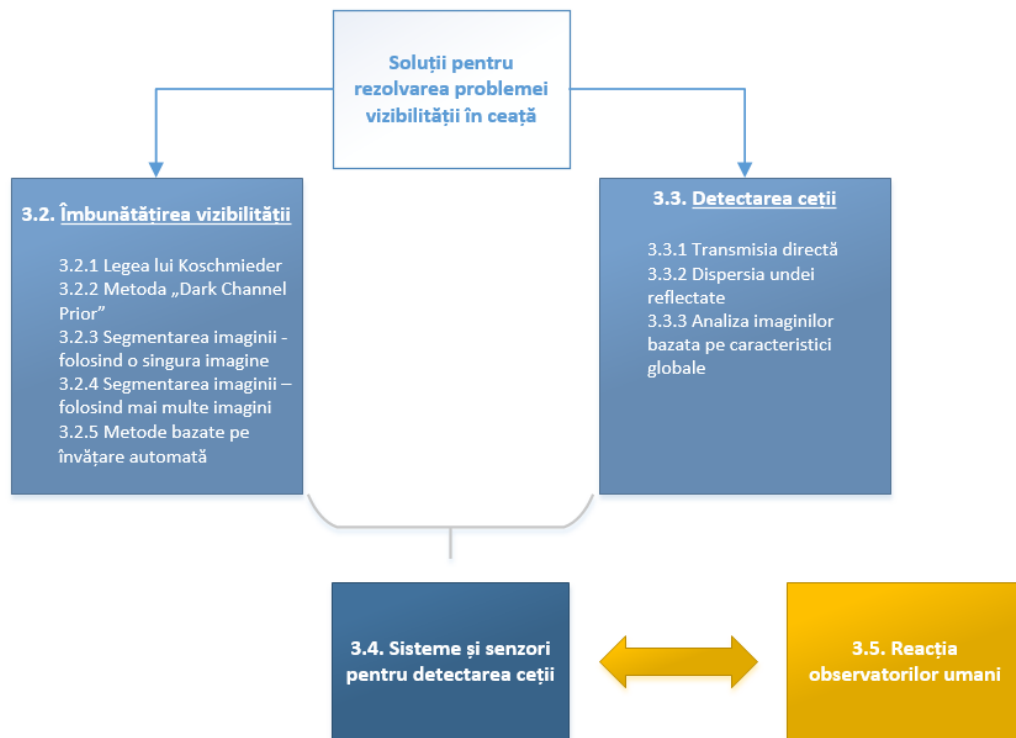 Soluții pentru
rezolvarea problemei
vizibilității în ceață
3.2. Îmbunătățirea vizibilității
3.2.1 Legea lui Koschmieder
3.2.2 Metoda „Dark Channel
Prior”
3.2.3 Segmentarea imaginii -
folosind o singura imagine
3.2.4 Segmentarea imaginii –
folosind mai multe imagini
3.2.5 Metode bazate pe
învățare automată
3.3. Detectarea ceții
3.3.1 Transmisia directă
3.3.2 Dispersia undei
reflectate
3.3.3 Analiza imaginilor
bazata pe caracteristici
globale
3.4. Sisteme și senzori
pentru detectarea ceții
3.5. Reacția
observatorilor umani